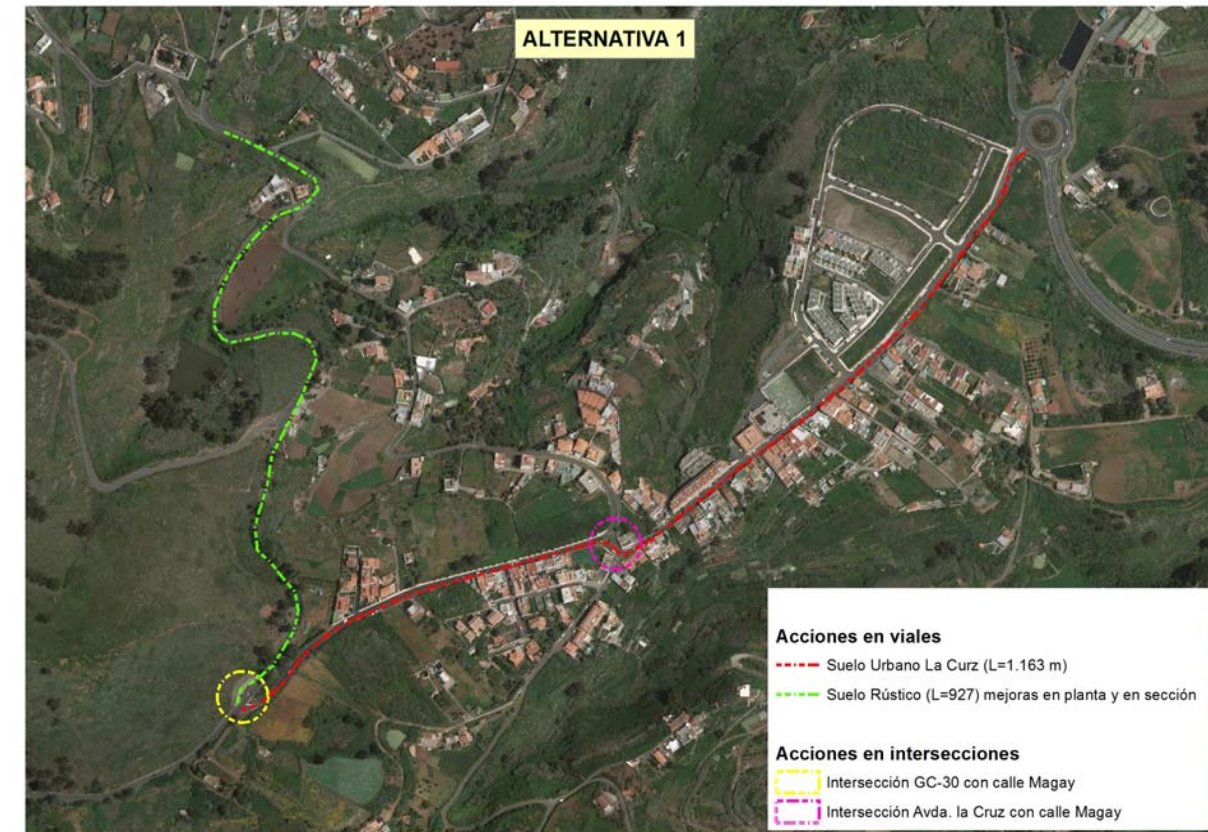 ALTERNATIVA 1
Acciones en viales
Suelo Urbano La Curz (L=1.163 m)
Suelo Rústico (L=927) mejoras en planta y en sección
Acciones en intersecciones
Intersección GC-30 con calle Magay
Intersección Avda. la Cruz con calle Magay